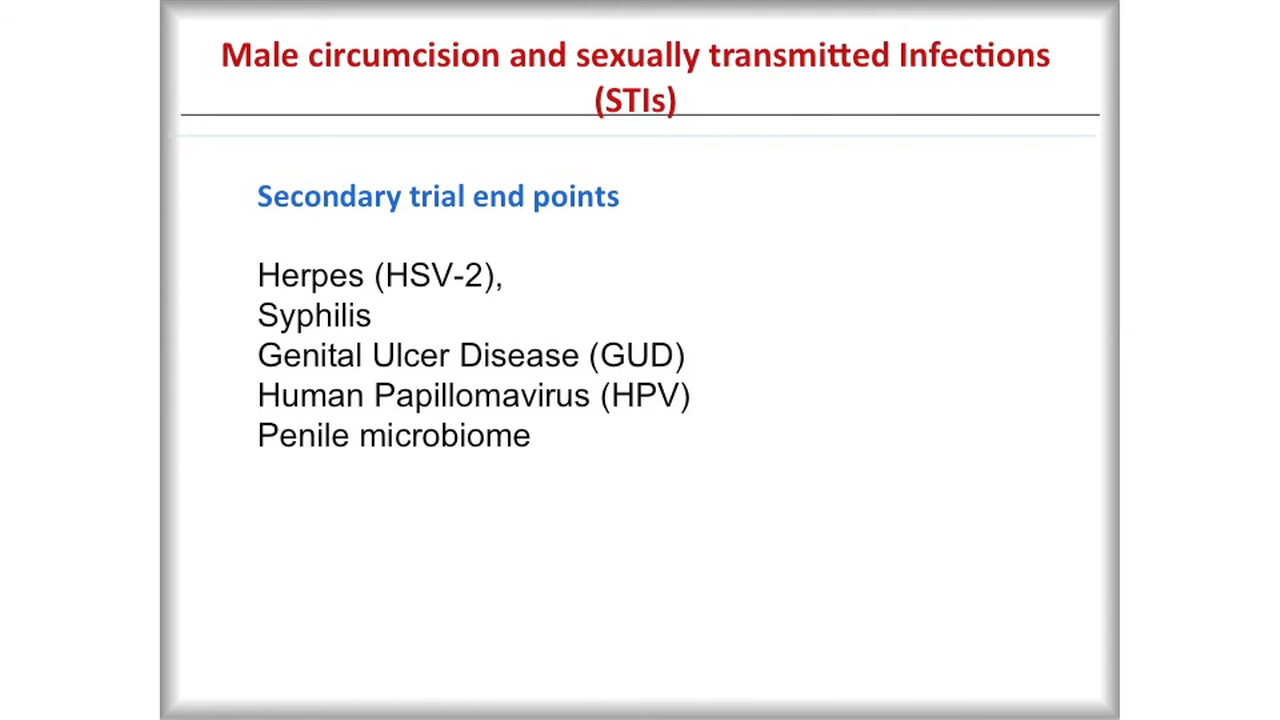 Male circumcision and sexually transmitted Infections
(STIs)
Secondary trial end points
Herpes (HSV-2),
Syphilis
Genital Ulcer Disease (GUD)
Human Papillomavirus (HPV)
Penile microbiome